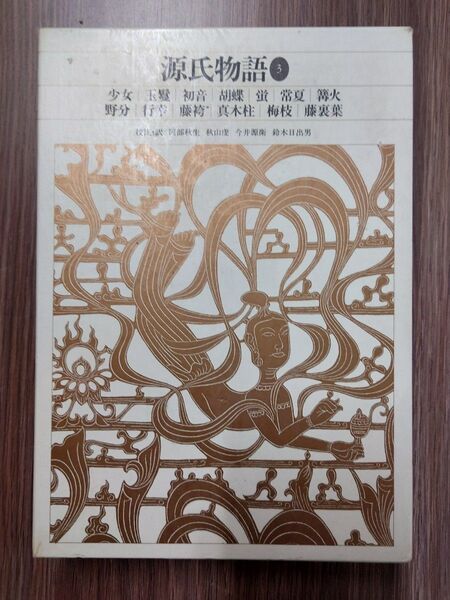 源氏物語 3
少女 玉鬘 初音 胡蝶 蛍 常夏 篝火
野分 行幸 藤袴 真木柱 梅枝 藤裏葉
校注・訳 阿部秋生 秋山虔 今井源衛 鈴木日出男